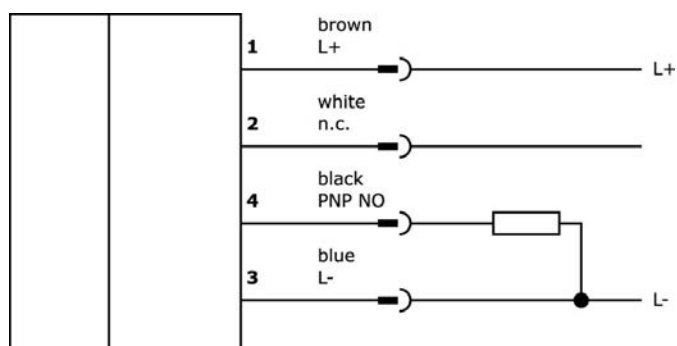 brown
1 L+
L+
white
2 n.c.
black
4 PNP NO
blue
3 L-
L-